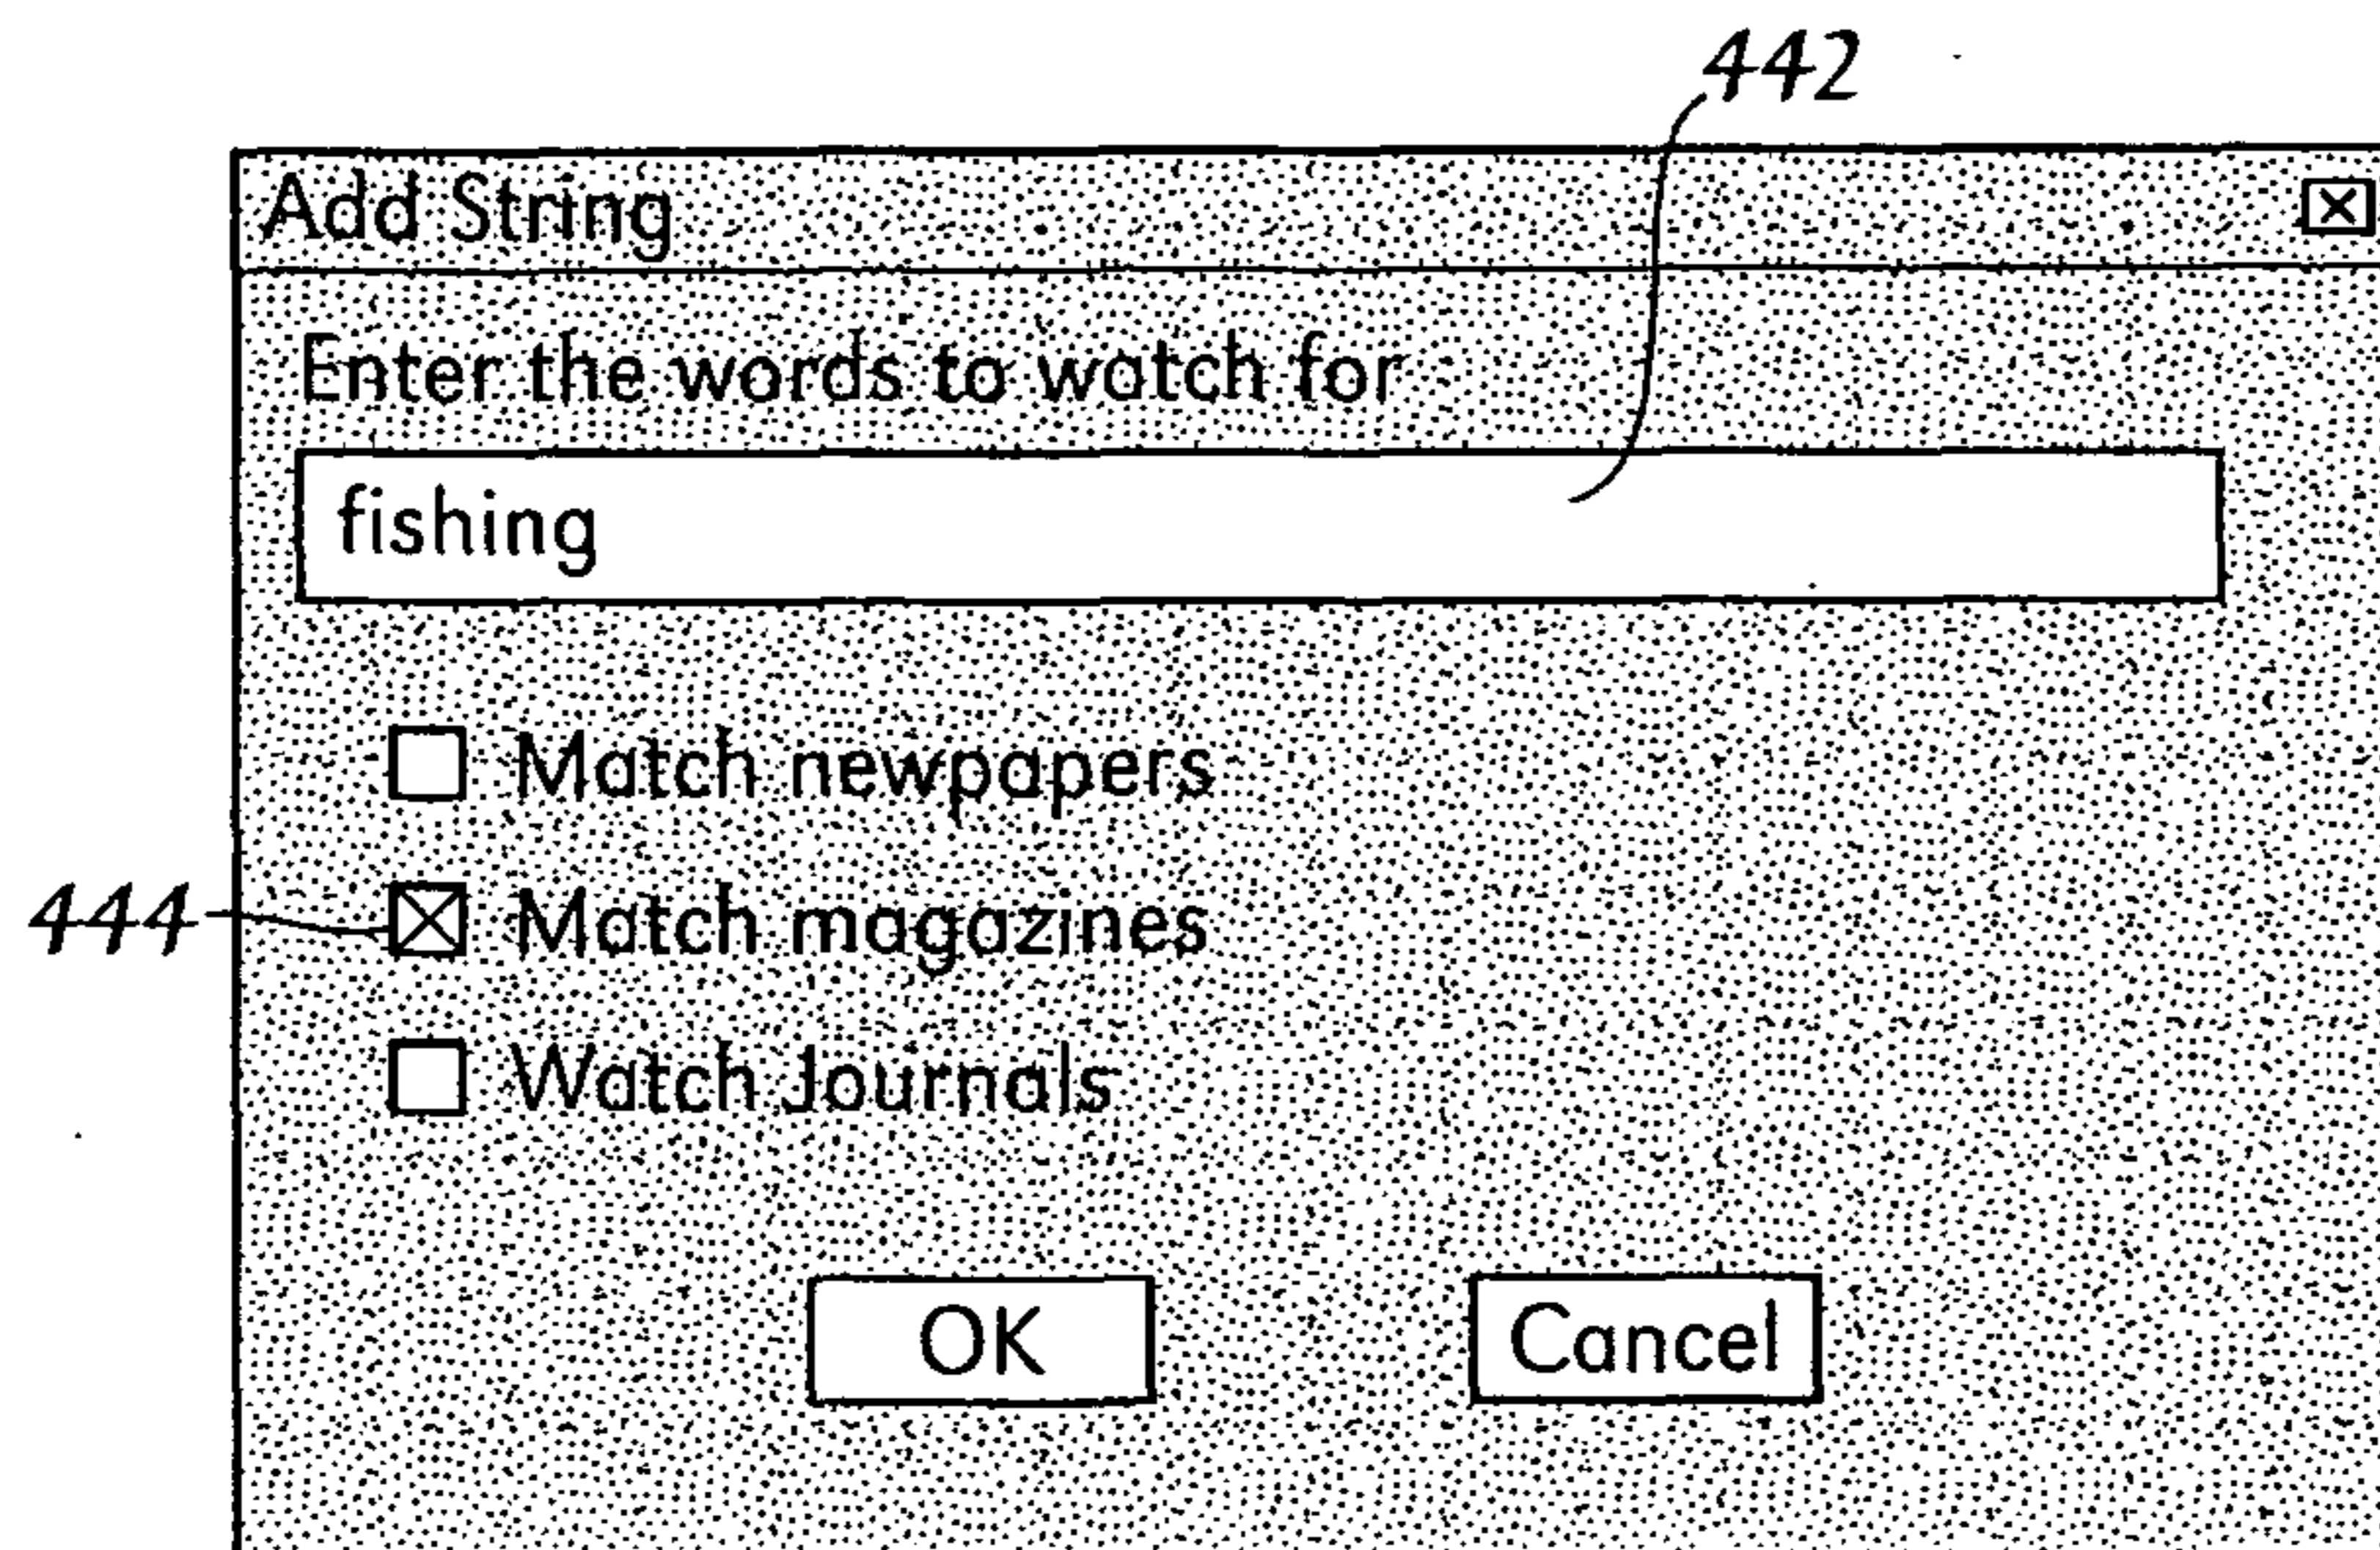 442
Add String
Enter the words to watch for
fishing
Match newpapers
444 Match magazines
Watch Journals
OK Cancel